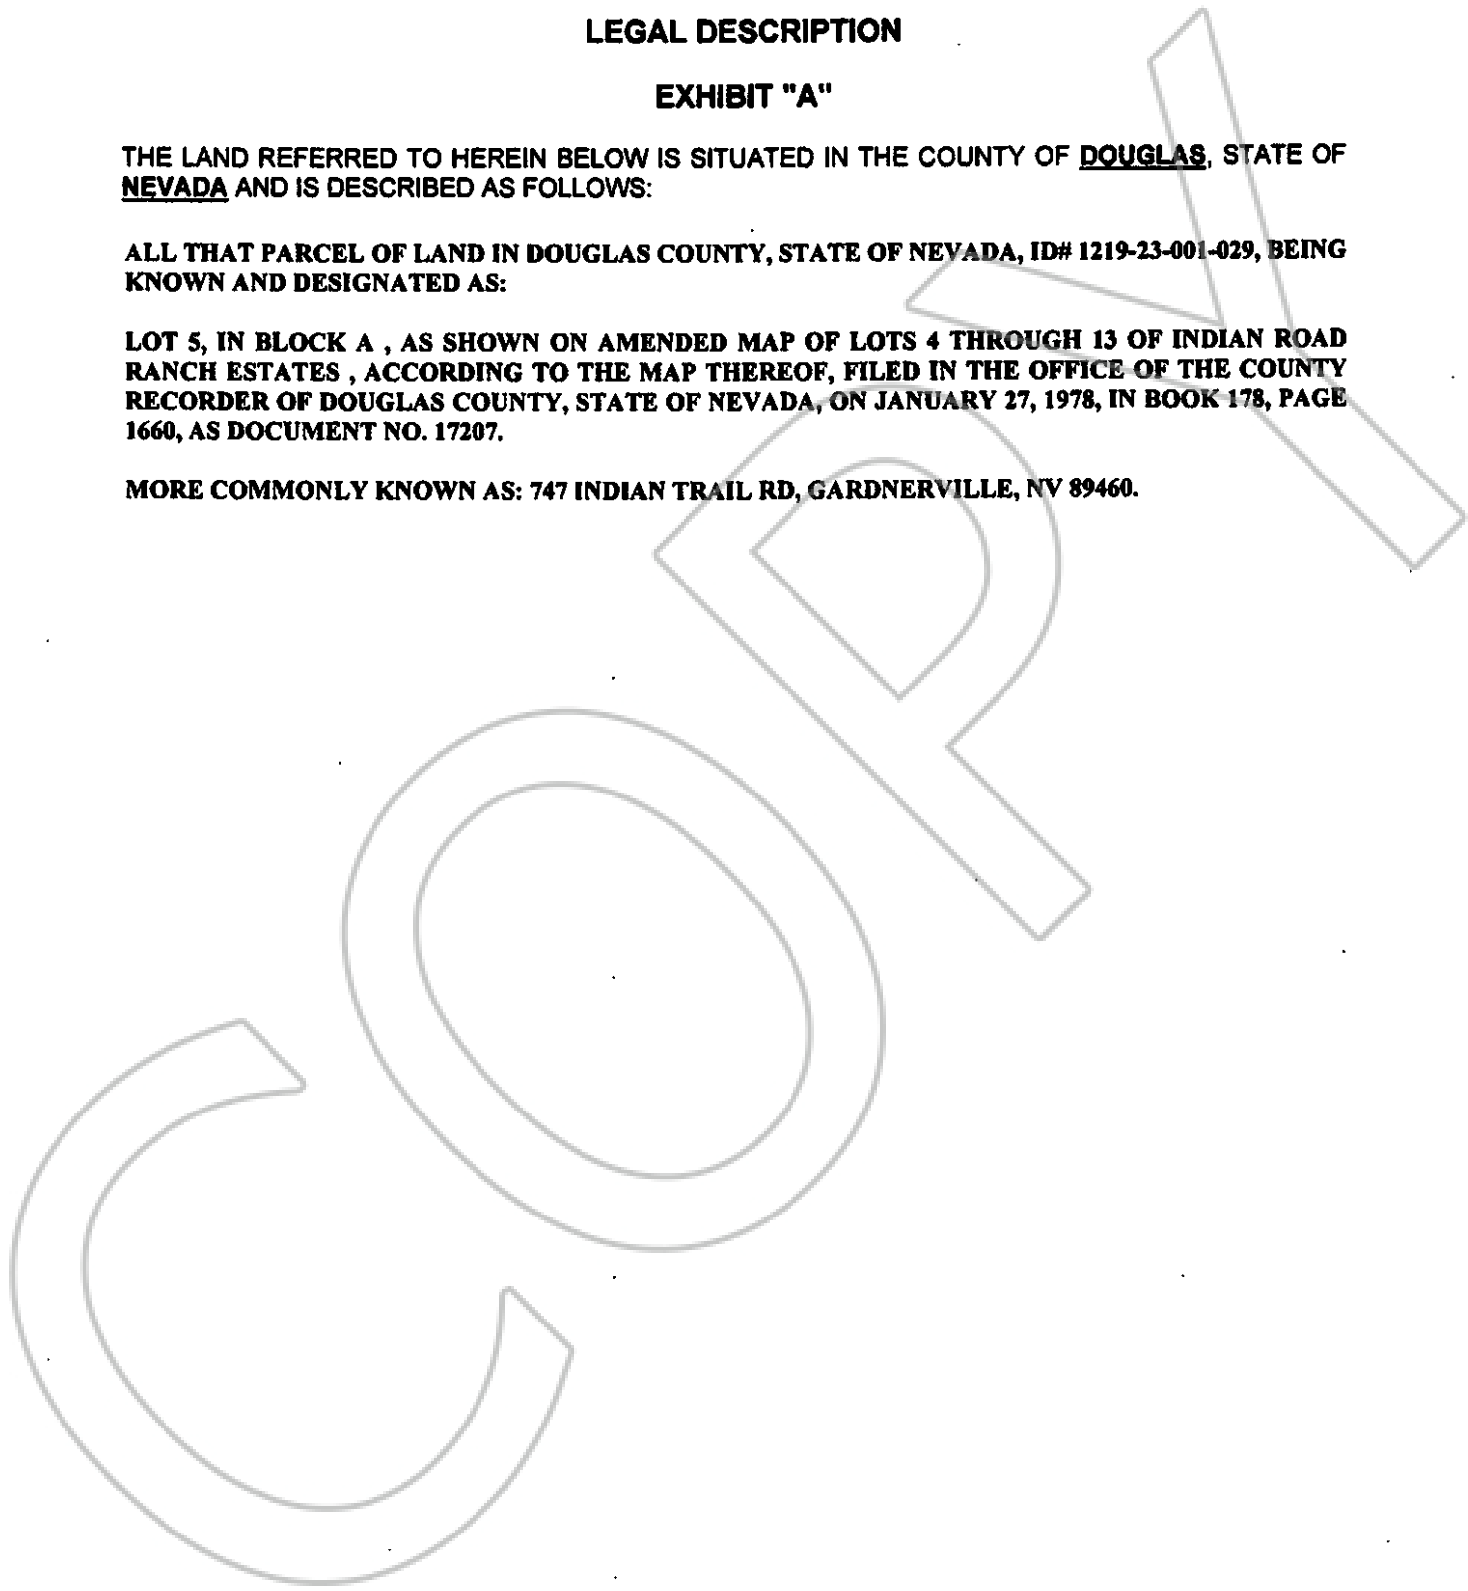 LEGAL DESCRIPTION
EXHIBIT "A"
THE LAND REFERRED TO HEREIN BELOW IS SITUATED IN THE COUNTY OF DOUGLAS, STATE OF
NEVADA AND IS DESCRIBED AS FOLLOWS:
ALL THAT PARCEL OF LAND IN DOUGLAS COUNTY, STATE OF NEVADA, ID# 1219-23-001-029, BEING
KNOWN AND DESIGNATED AS:
LOT 5, IN BLOCK A , AS SHOWN ON AMENDED MAP OF LOTS 4 THROUGH 13 OF INDIAN ROAD
RANCH ESTATES , ACCORDING TO THE MAP THEREOF, FILED IN THE OFFICE OF THE COUNTY
RECORDER OF DOUGLAS COUNTY, STATE OF NEVADA, ON JANUARY 27, 1978, IN BOOK 178, PAGE
1660, AS DOCUMENT NO. 17207.
MORE COMMONLY KNOWN AS: 747 INDIAN TRAIL RD, GARDNERVILLE, NV 89460.
COPY